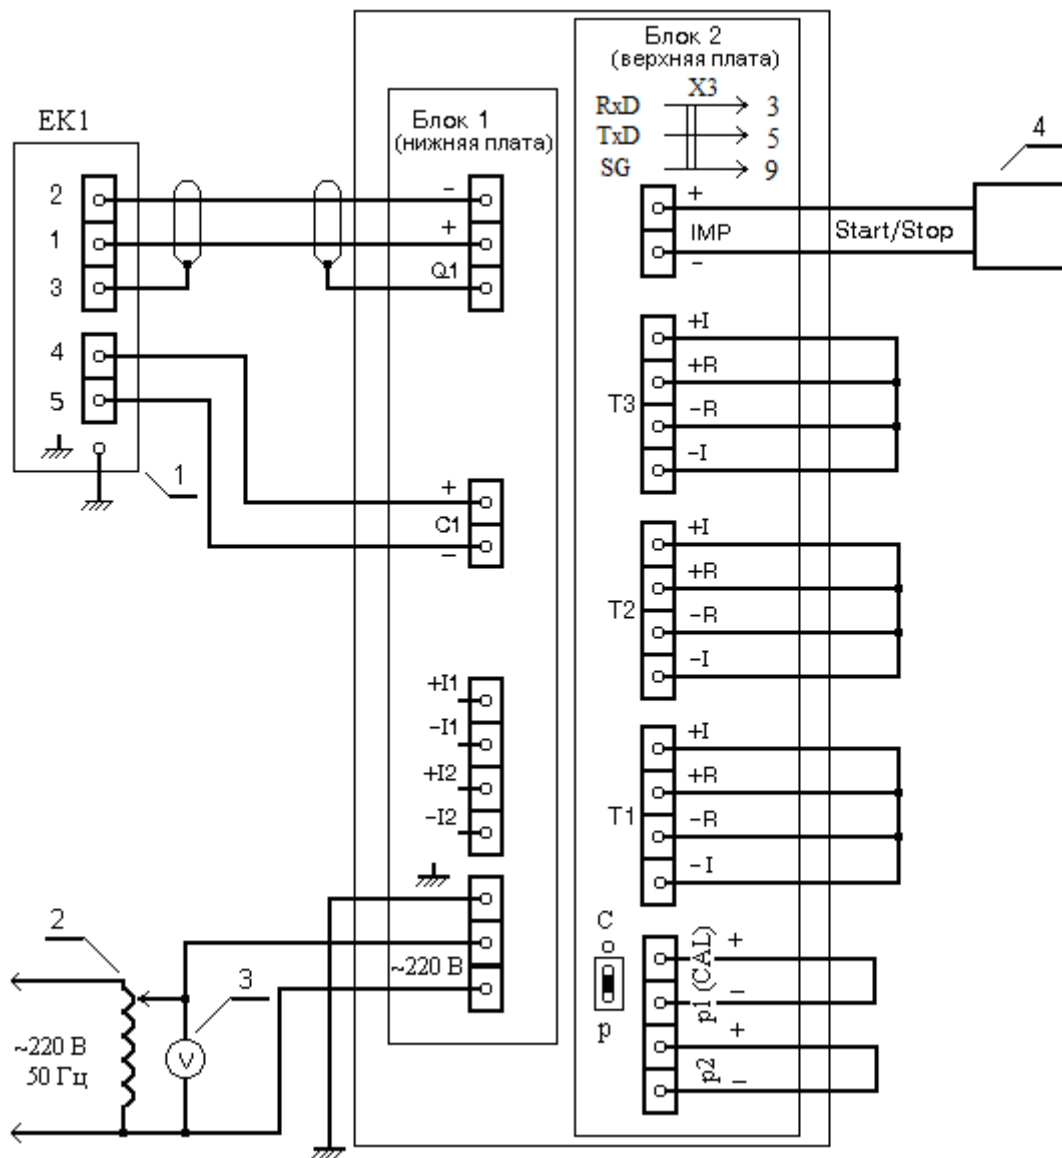 Блок 2
(верхняя плата)
X3
RxD 3
TxD 5
SG 9
EK1
Блок 1
(нижняя плата)
4
2
1
3
4
5
1
−
+
Q1
+
C1
−
+
IMP
−
Start/Stop
T3
+I
+R
−R
−I
T2
+I
+R
−R
−I
T1
+I
+R
−R
−I
+I1
−I1
+I2
−I2
~220 В
2
3
V
~220 В
50 Гц
C
p
p1 (CAL)
+
−
p2
+
−